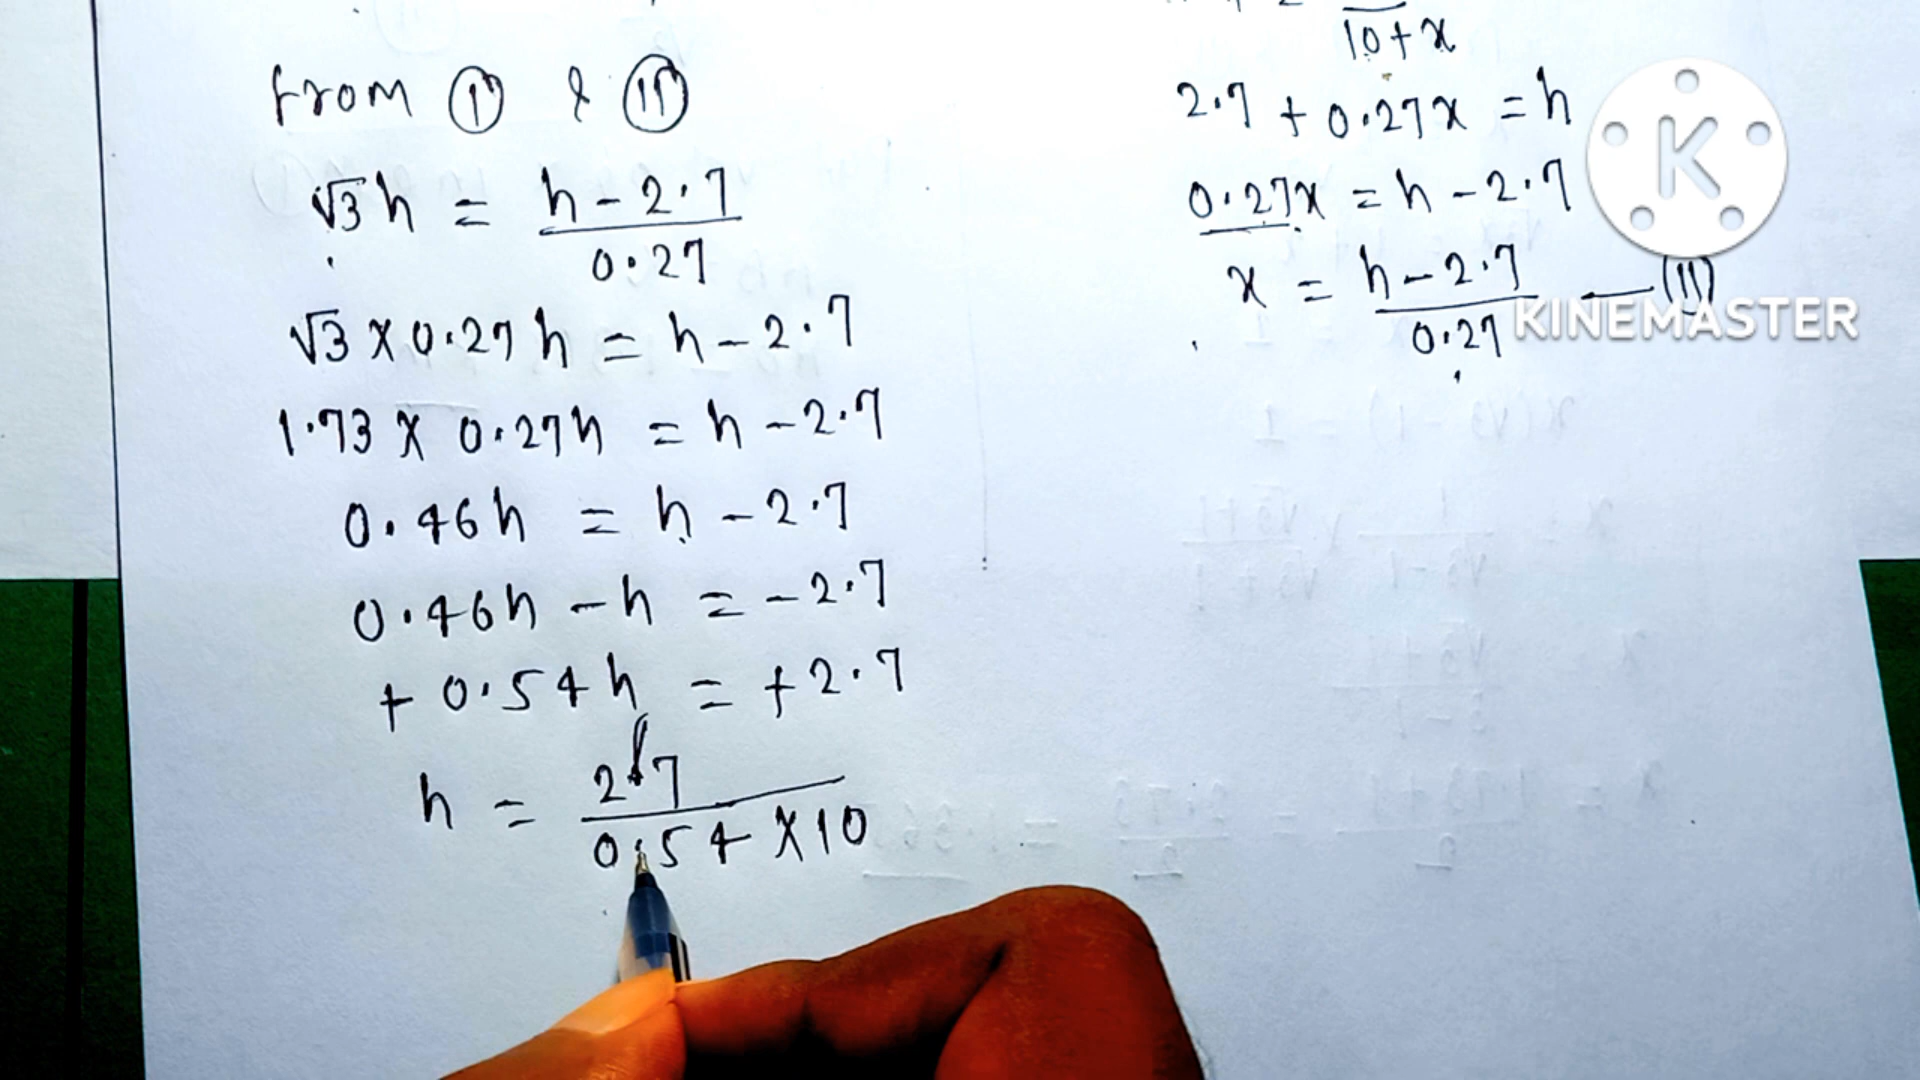 from (I) & (II)
√3 h = h - 2.7 / 0.27
√3 × 0.27 h = h - 2.7
1.73 × 0.27h = h - 2.7
0.46h = h - 2.7
0.46h - h = -2.7
+ 0.54h = +2.7
h = 2.7 / 0.54 × 10
10 + x
2.7 + 0.27x = h
0.27x = h - 2.7
x = h - 2.7 / 0.27 — (II)
K
KINEMASTER